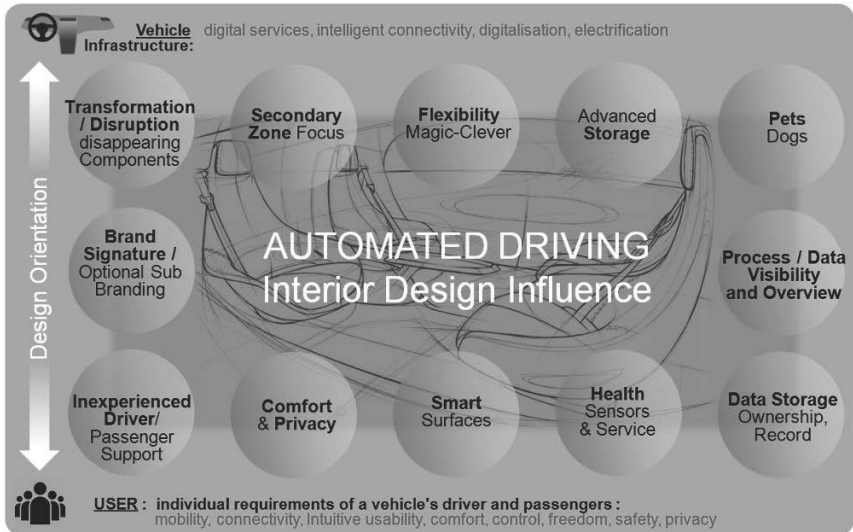 Vehicle digital services, intelligent connectivity, digitalisation, electrification
Infrastructure:
Transformation
/ Disruption
disappearing
Components
Secondary
Zone Focus
Flexibility
Magic-Clever
Advanced
Storage
Pets
Dogs
Design Orientation
Brand
Signature /
Optional Sub
Branding
AUTOMATED DRIVING
Interior Design Influence
Process / Data
Visibility
and Overview
Inexperienced
Driver/
Passenger
Support
Comfort
& Privacy
Smart
Surfaces
Health
Sensors
& Service
Data Storage
Ownership,
Record
USER : individual requirements of a vehicle's driver and passengers :
mobility, connectivity, Intuitive usability, comfort, control, freedom, safety, privacy